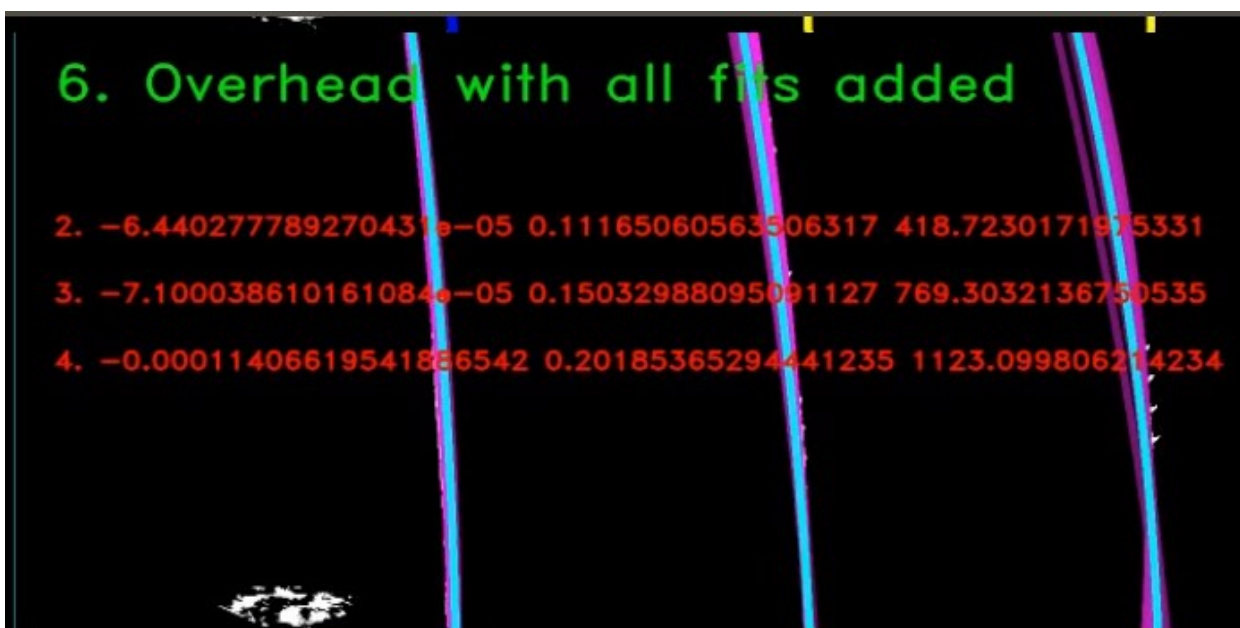 6. Overhead with all fits added
2. -6.440277789270431e-05 0.11165060563506317 418.7230171975331
3. -7.100038610161084e-05 0.15032988095091127 769.3032136750535
4. -0.00011406619541886542 0.20185365294441235 1123.099806214234